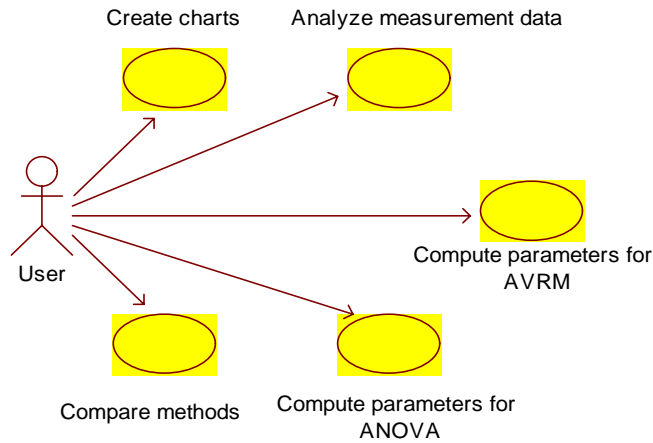 Create charts
Analyze measurement data
User
Compute parameters for
AVRM
Compare methods
Compute parameters for
ANOVA